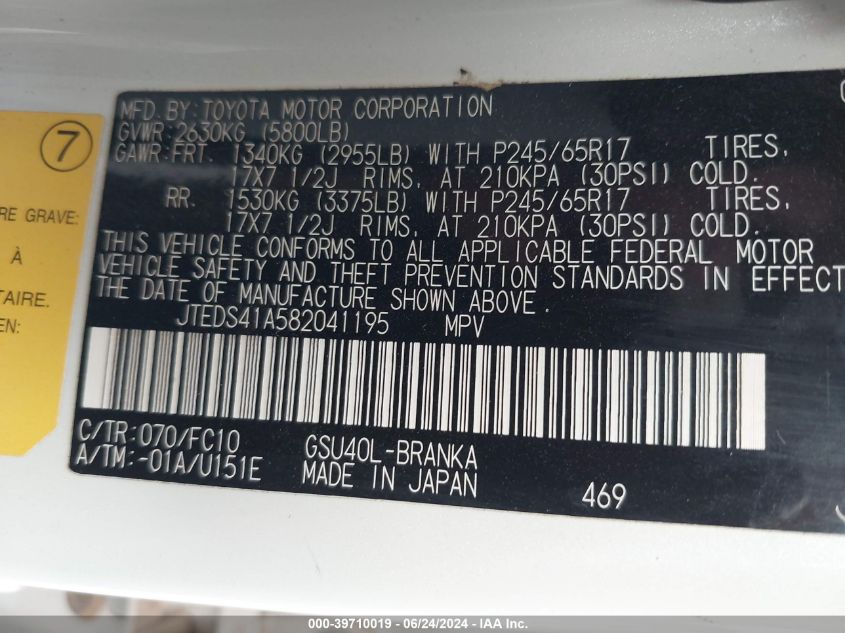 7
RE GRAVE:
À
TAIRE.
MFD.BY:TOYOTA MOTOR CORPORATION
GVWR:2630KG (5800LB)
GAWR:FRT. 1340KG (2955LB) WITH P245/65R17 TIRES,
17X7 1/2J RIMS, AT 210KPA (30PSI) COLD.
RR. 1530KG (3375LB) WITH P245/65R17 TIRES,
17X7 1/2J RIMS, AT 210KPA (30PSI) COLD.
THIS VEHICLE CONFORMS TO ALL APPLICABLE FEDERAL MOTOR
VEHICLE SAFETY AND THEFT PREVENTION STANDARDS IN EFFECT
THE DATE OF MANUFACTURE SHOWN ABOVE.
JTEDS41A582041195 MPV
C/TR:070/FC10 GSU40L-BRANKA
A/TM:-01A/U151E MADE IN JAPAN 469
000-39710019 - 06/24/2024 - IAA Inc.